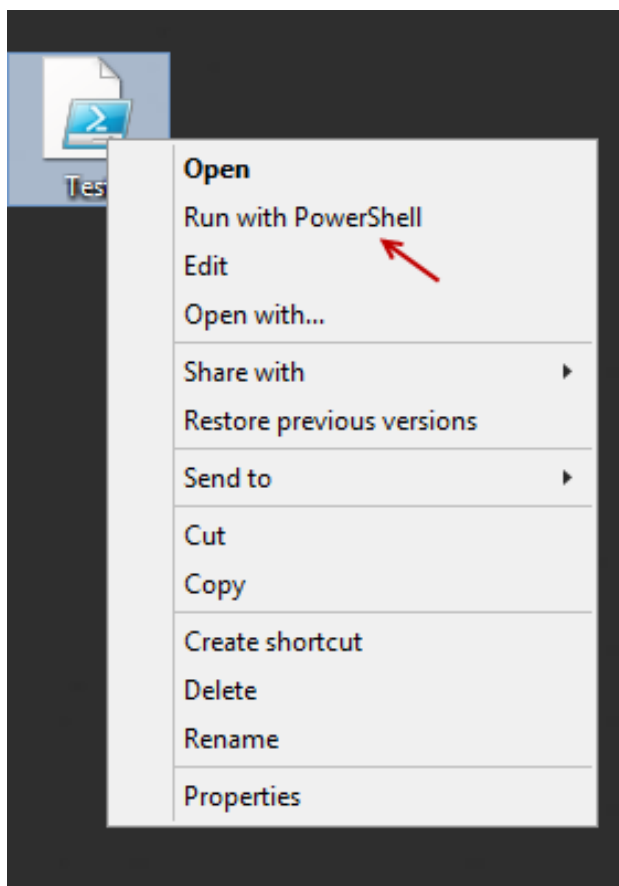 Tes
Open
Run with PowerShell
Edit
Open with...
Share with
Restore previous versions
Send to
Cut
Copy
Create shortcut
Delete
Rename
Properties